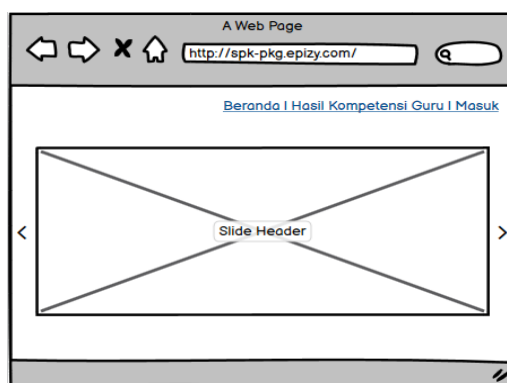 A Web Page
http://spk-pkg.epizy.com/
Beranda | Hasil Kompetensi Guru | Masuk
Slide Header